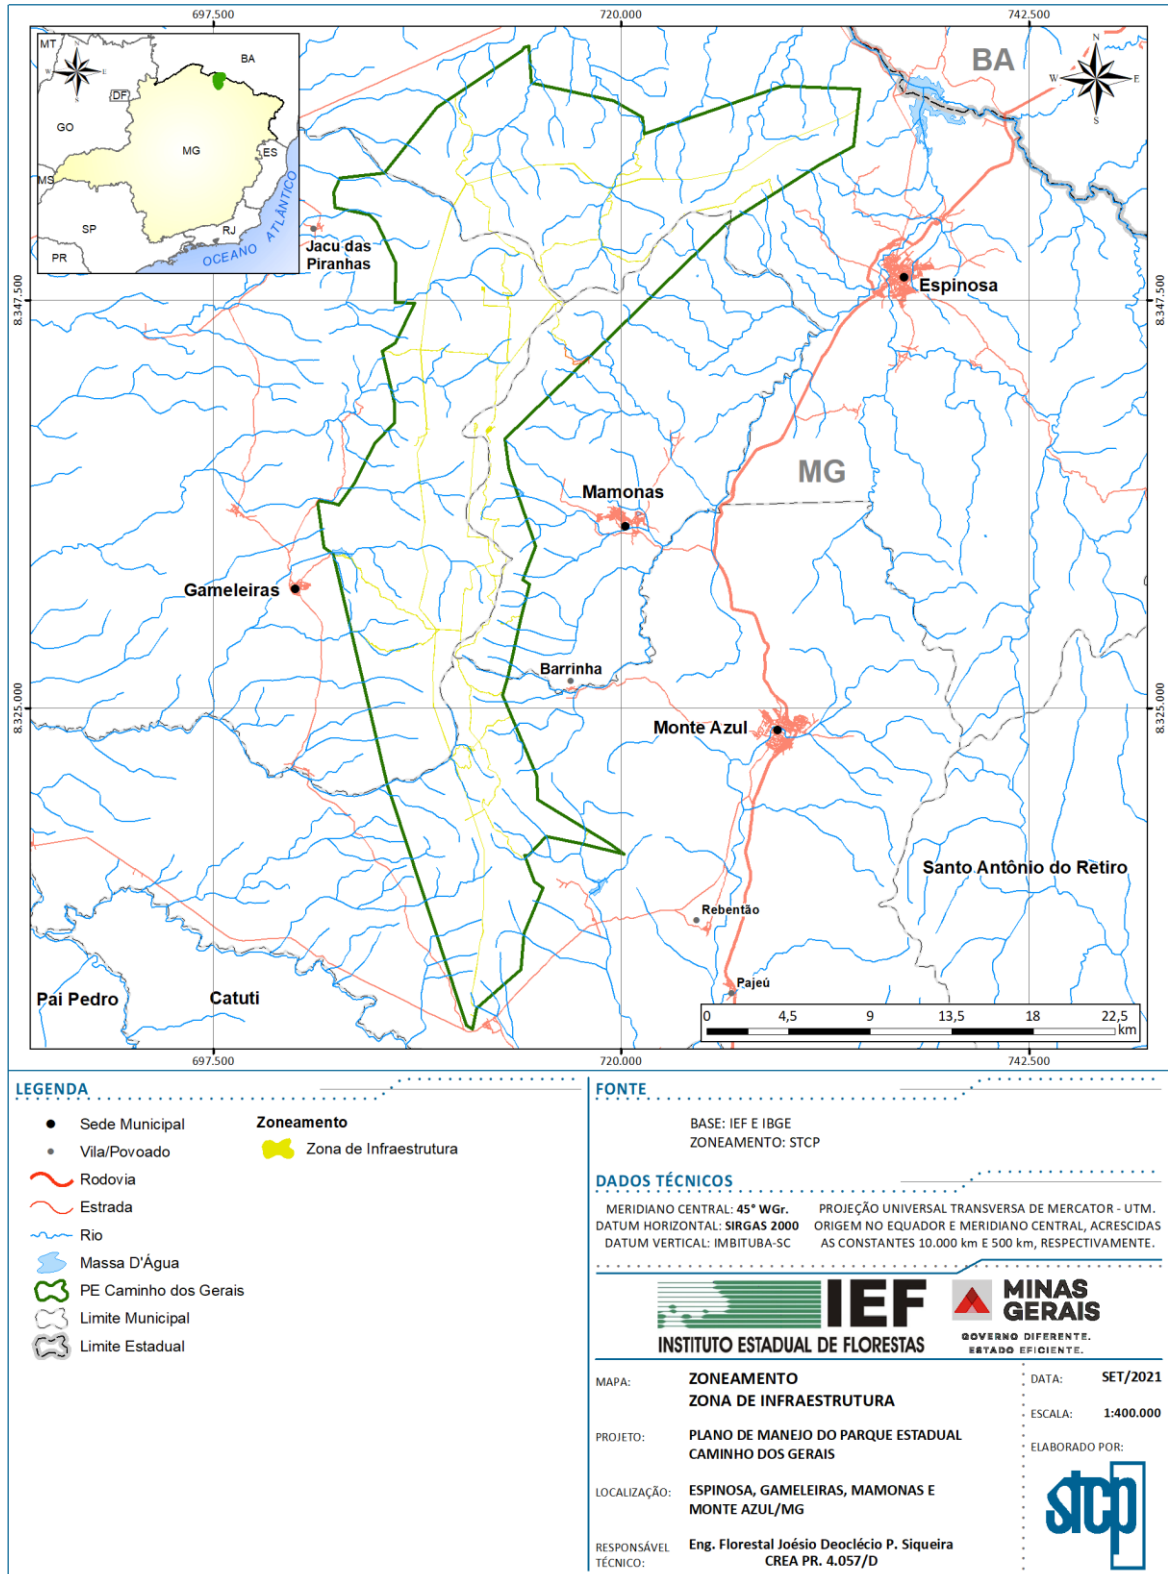 697.500
720.000
742.500
MT
N
W
E
S
BA
DF
GO
MG
ES
MS
SP
RJ
PR
OCEANO ATLÂNTICO
BA
N
W
E
S
Jacu das
Piranhas
Espinosa
8.347.500
8.347.500
MG
Mamonas
Gameleiras
Barrinha
Monte Azul
8.325.000
8.325.000
Santo Antônio do Retiro
Rebentão
Pajeú
Pai Pedro
Catuti
0 4,5 9 13,5 18 22,5
km
697.500
720.000
742.500
LEGENDA
Sede Municipal
Vila/Povoado
Rodovia
Estrada
Rio
Massa D'Água
PE Caminho dos Gerais
Limite Municipal
Limite Estadual
Zoneamento
Zona de Infraestrutura
FONTE
BASE: IEF E IBGE
ZONEAMENTO: STCP
DADOS TÉCNICOS
MERIDIANO CENTRAL: 45° WGr.
DATUM HORIZONTAL: SIRGAS 2000
DATUM VERTICAL: IMBITUBA-SC
PROJEÇÃO UNIVERSAL TRANSVERSA DE MERCATOR - UTM.
ORIGEM NO EQUADOR E MERIDIANO CENTRAL, ACRESCIDAS
AS CONSTANTES 10.000 km E 500 km, RESPECTIVAMENTE.
IEF
INSTITUTO ESTADUAL DE FLORESTAS
MINAS
GERAIS
GOVERNO DIFERENTE.
ESTADO EFICIENTE.
MAPA: ZONEAMENTO
ZONA DE INFRAESTRUTURA
DATA: SET/2021
ESCALA: 1:400.000
PROJETO: PLANO DE MANEJO DO PARQUE ESTADUAL
CAMINHO DOS GERAIS
ELABORADO POR:
stcp
LOCALIZAÇÃO: ESPINOSA, GAMELEIRAS, MAMONAS E
MONTE AZUL/MG
RESPONSÁVEL
TÉCNICO:
Eng. Florestal Joésio Deoclécio P. Siqueira
CREA PR. 4.057/D